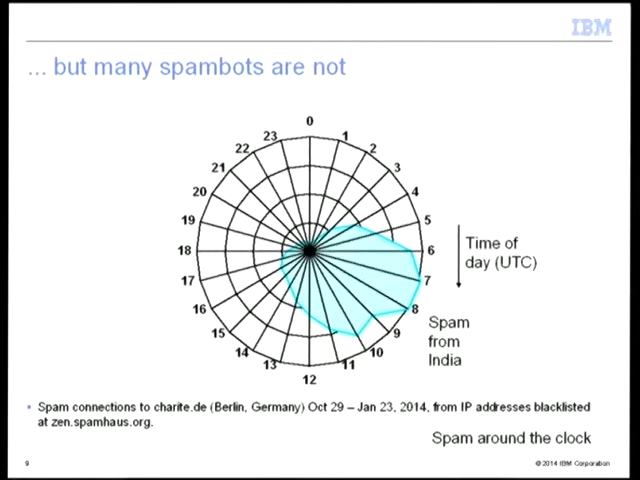 IBM
... but many spambots are not
0
23
1
22
2
21
3
20
4
19
5
18
6
Time of
day (UTC)
17
7
16
8
Spam
from
India
15
9
14
10
13
11
12
• Spam connections to charite.de (Berlin, Germany) Oct 29 – Jan 23, 2014, from IP addresses blacklisted
at zen.spamhaus.org.
Spam around the clock
9
© 2014 IBM Corporation